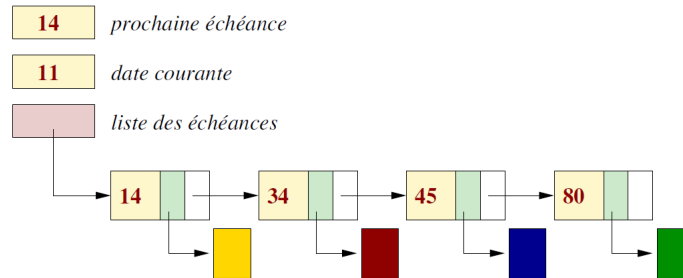 14 prochaine échéance
11 date courante
liste des échéances
14 34 45 80